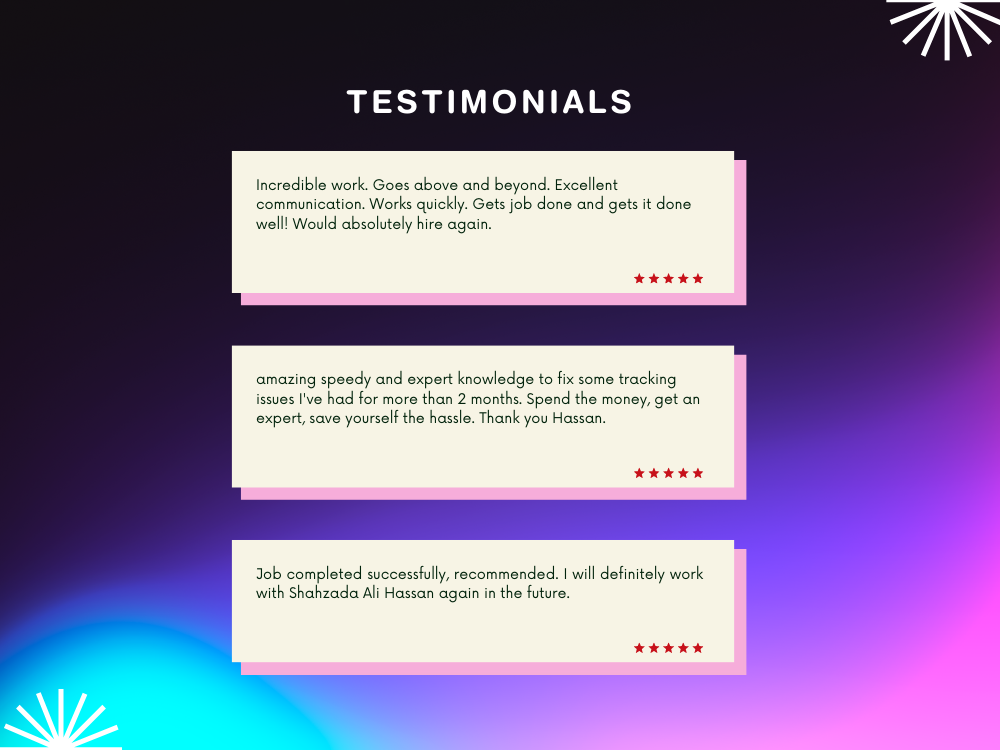 TESTIMONIALS
Incredible work. Goes above and beyond. Excellent
communication. Works quickly. Gets job done and gets it done
well! Would absolutely hire again.
amazing speedy and expert knowledge to fix some tracking
issues I've had for more than 2 months. Spend the money, get an
expert, save yourself the hassle. Thank you Hassan.
Job completed successfully, recommended. I will definitely work
with Shahzada Ali Hassan again in the future.